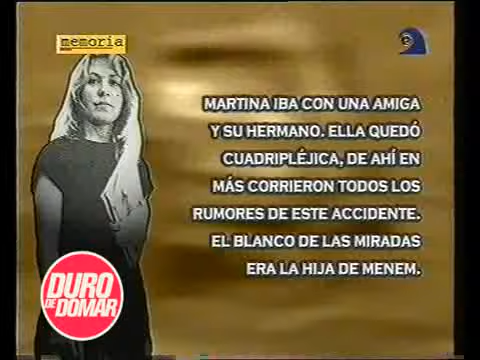 memoria
MARTINA IBA CON UNA AMIGA
Y SU HERMANO. ELLA QUEDÓ
CUADRIPLÉJICA, DE AHÍ EN
MÁS CORRIERON TODOS LOS
RUMORES DE ESTE ACCIDENTE.
EL BLANCO DE LAS MIRADAS
ERA LA HIJA DE MENEM.
DURO
DE DOMAR